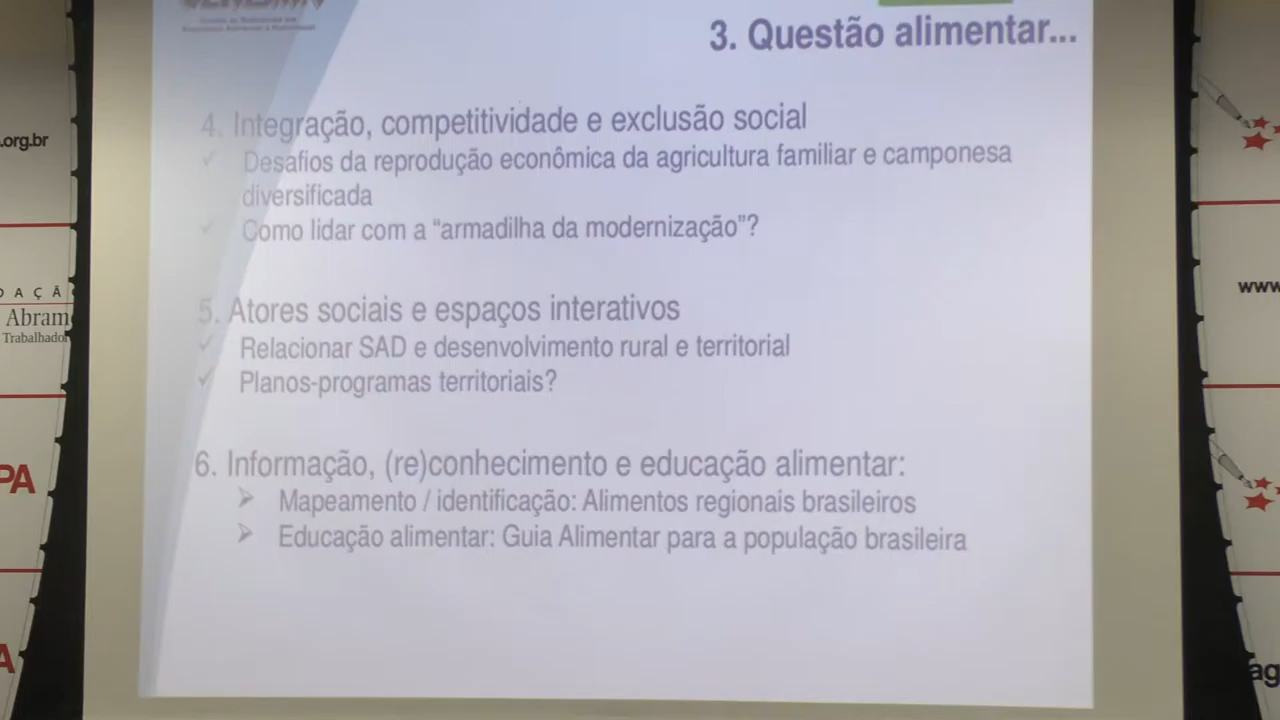 3. Questão alimentar...
4. Integração, competitividade e exclusão social
Desafios da reprodução econômica da agricultura familiar e camponesa
diversificada
Como lidar com a “armadilha da modernização”?
5. Atores sociais e espaços interativos
Relacionar SAD e desenvolvimento rural e territorial
Planos-programas territoriais?
6. Informação, (re)conhecimento e educação alimentar:
Mapeamento / identificação: Alimentos regionais brasileiros
Educação alimentar: Guia Alimentar para a população brasileira
.org.br
D A Ç Ã
Abram
Trabalhador
PA
A
www
ag